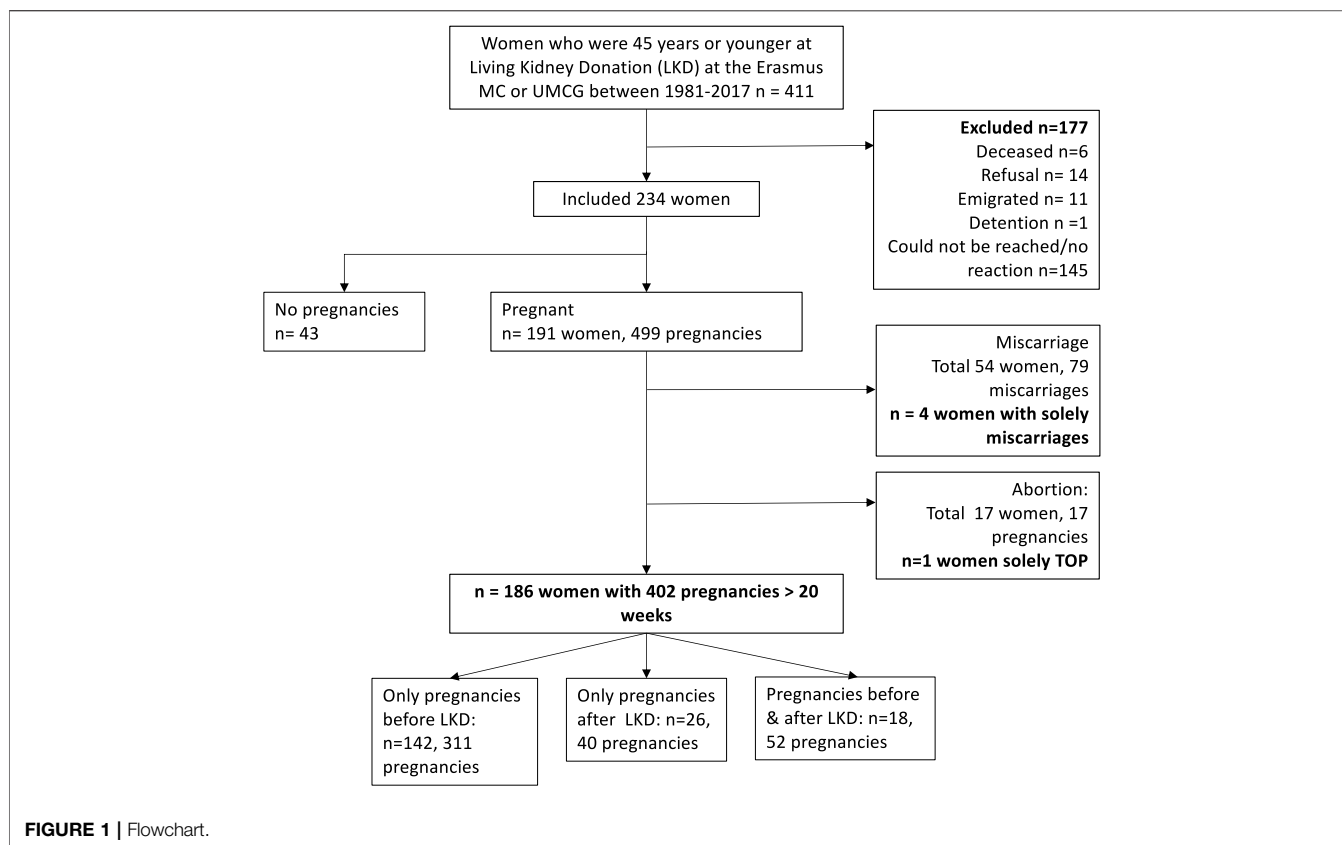 Women who were 45 years or younger at
Living Kidney Donation (LKD) at the Erasmus
MC or UMCG between 1981-2017 n = 411
Excluded n=177
Deceased n=6
Refusal n= 14
Emigrated n= 11
Detention n =1
Could not be reached/no
reaction n=145
Included 234 women
No pregnancies
n= 43
Pregnant
n= 191 women, 499 pregnancies
Miscarriage
Total 54 women, 79
miscarriages
n = 4 women with solely
miscarriages
Abortion:
Total 17 women, 17
pregnancies
n=1 women solely TOP
n = 186 women with 402 pregnancies > 20
weeks
Only pregnancies
before LKD:
n=142, 311
pregnancies
Only pregnancies
after LKD: n=26,
40 pregnancies
Pregnancies before
& after LKD: n=18,
52 pregnancies
FIGURE 1 | Flowchart.